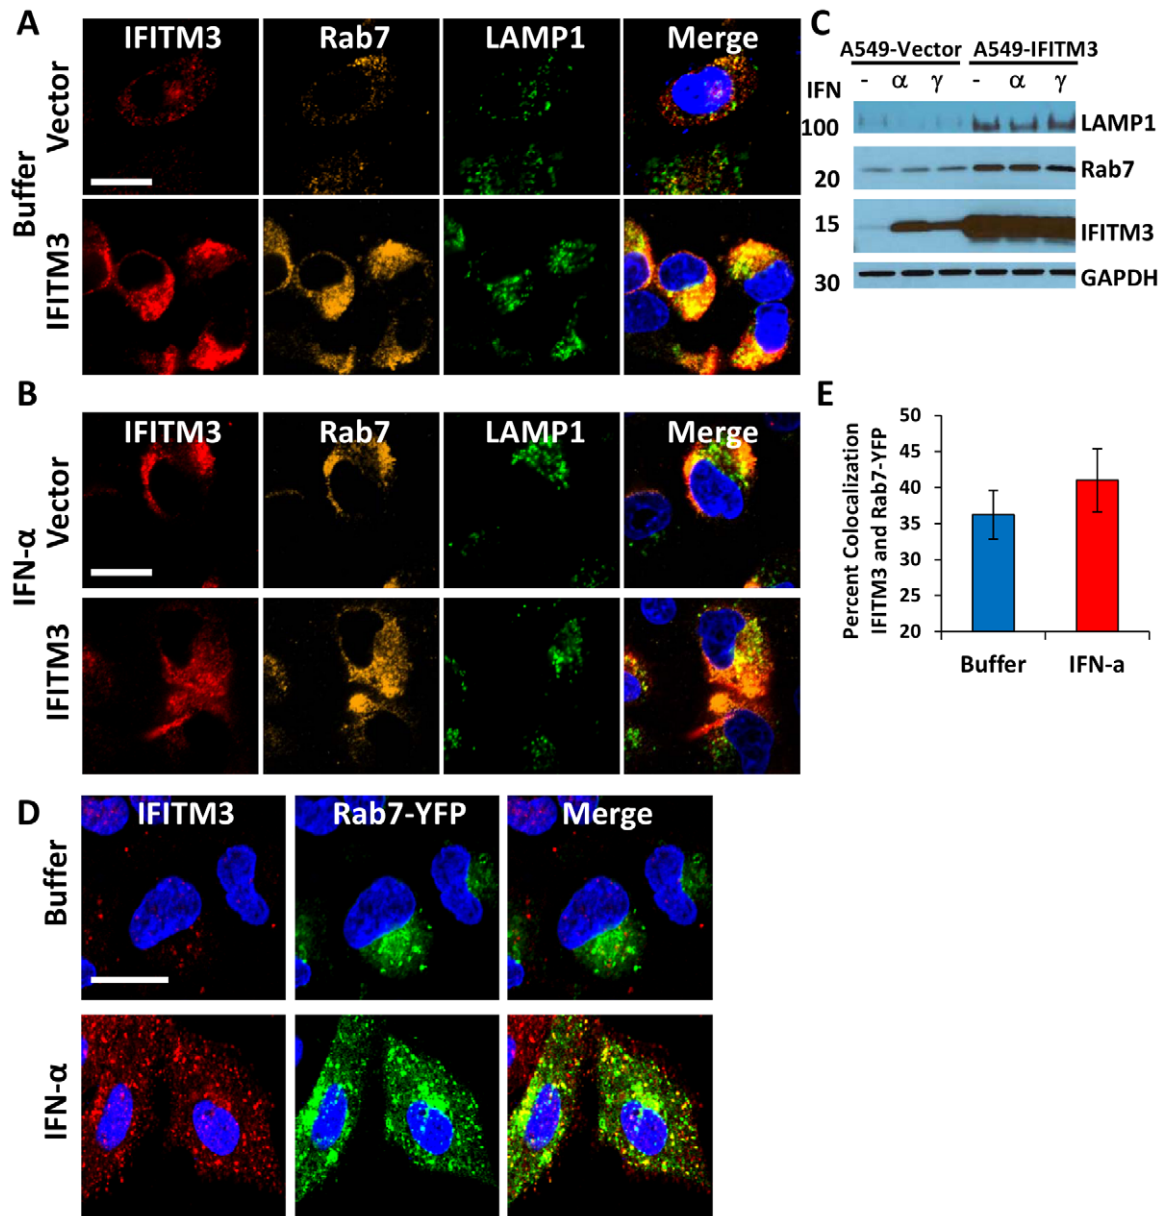 A
IFITM3 Rab7 LAMP1 Merge
Buffer
Vector
IFITM3
B
IFITM3 Rab7 LAMP1 Merge
IFN-α
Vector
IFITM3
C
A549-Vector A549-IFITM3
IFN - α γ - α γ
100 LAMP1
20 Rab7
15 IFITM3
30 GAPDH
D
IFITM3 Rab7-YFP Merge
Buffer
IFN-α
E
Percent Colocalization
IFITM3 and Rab7-YFP
50
45
40
35
30
25
20
Buffer IFN-a